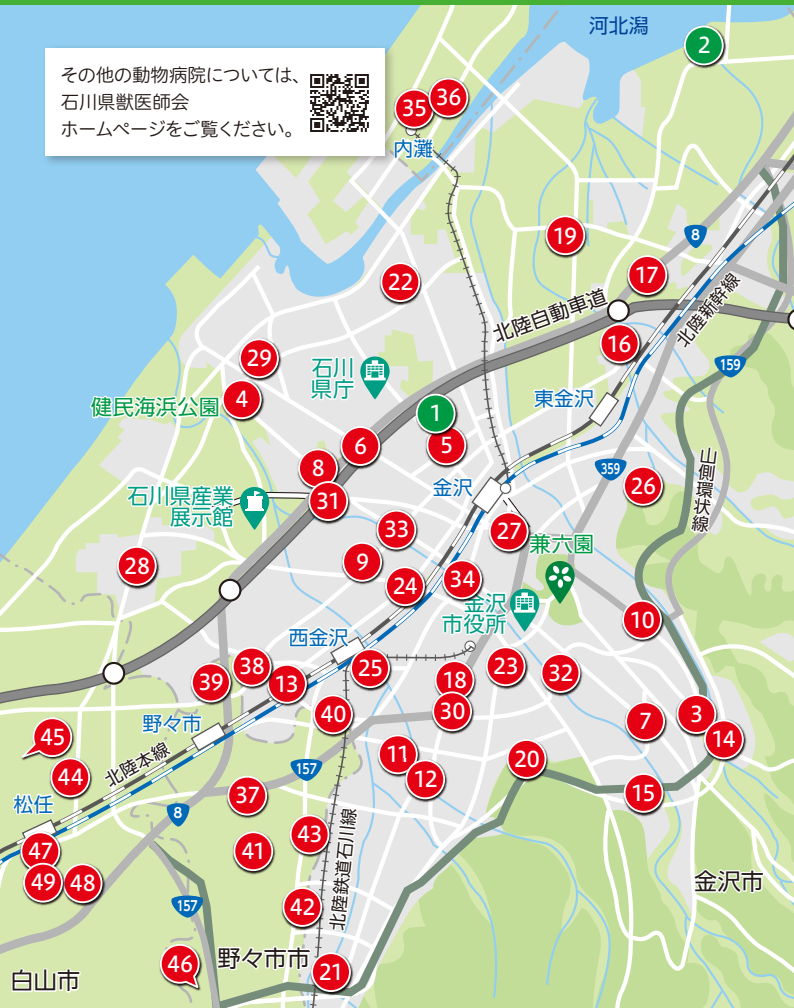 河北潟
2
その他の動物病院については、
石川県獣医師会
ホームページをご覧ください。
35
36
内灘
19
8
17
22
北陸自動車道
北陸新幹線
16
29
石川
県庁
159
健民海浜公園
4
1
東金沢
5
6
山側環状線
8
359
26
石川県産業
展示館
31
金沢
33
27
兼六園
28
9
24
34
金沢
市役所
10
西金沢
38
39
13
25
18
23
32
40
30
7
3
14
野々市
45
北陸本線
44
11
12
20
157
15
37
松任
8
43
北陸鉄道石川線
47
41
49
48
金沢市
157
42
46
野々市市
21
白山市